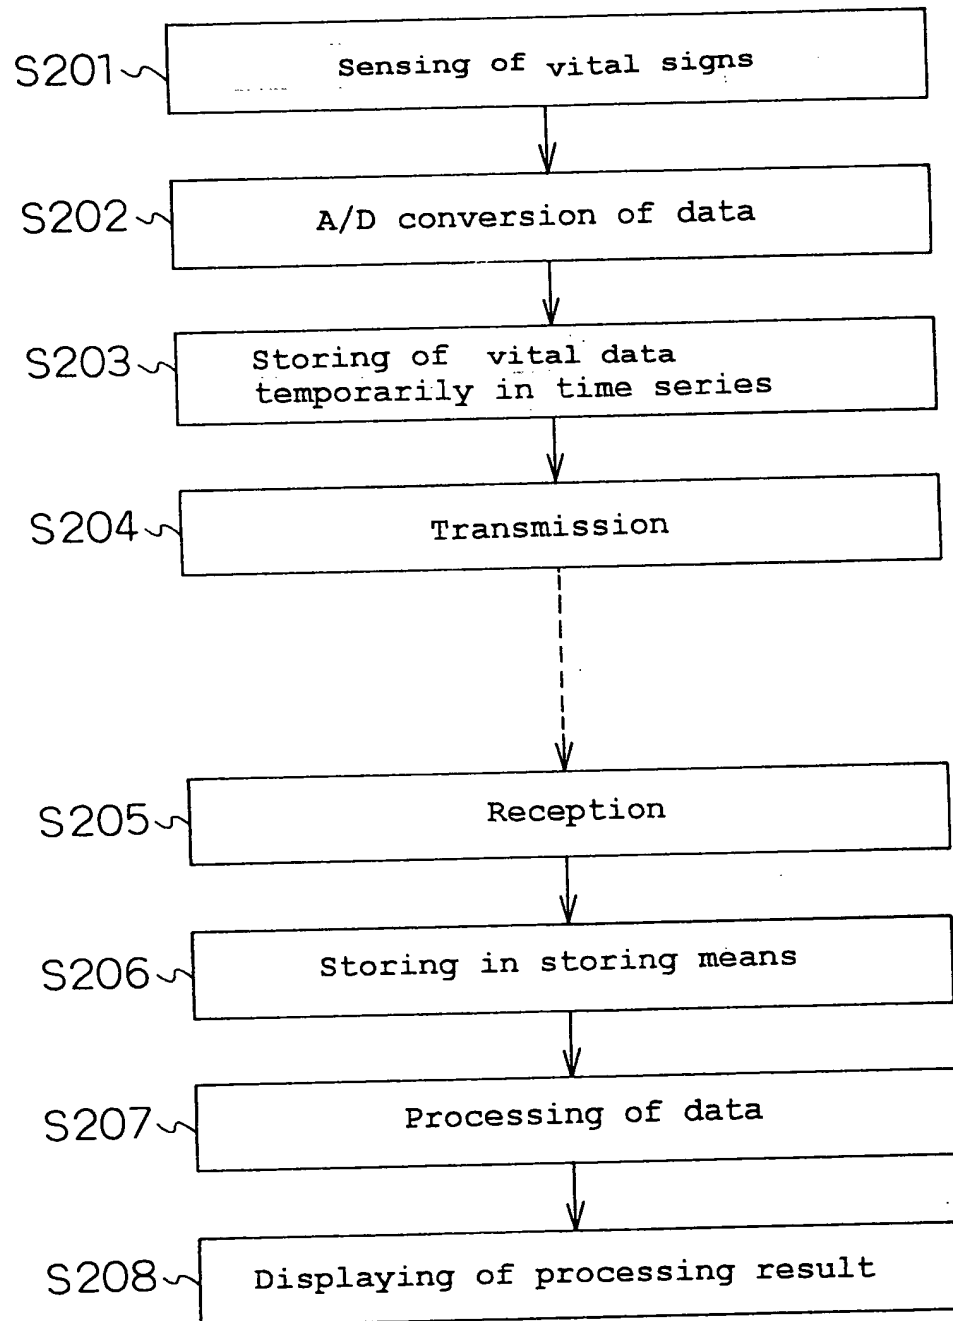 S201 Sensing of vital signs
S202 A/D conversion of data
S203 Storing of vital data
temporarily in time series
S204 Transmission
S205 Reception
S206 Storing in storing means
S207 Processing of data
S208 Displaying of processing result